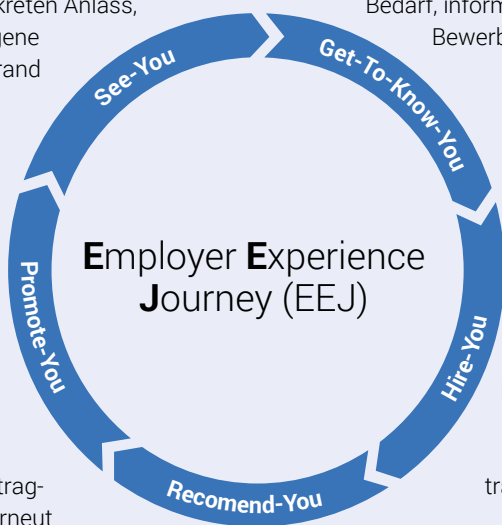 kreten Anlass,
gene
rand
Bedarf, inform
Bewerb
See-You
Get-To-Know-You
Employer Experience
Journey (EEJ)
Promote-You
Hire-You
Recomend-You
trag-
rneut
tra